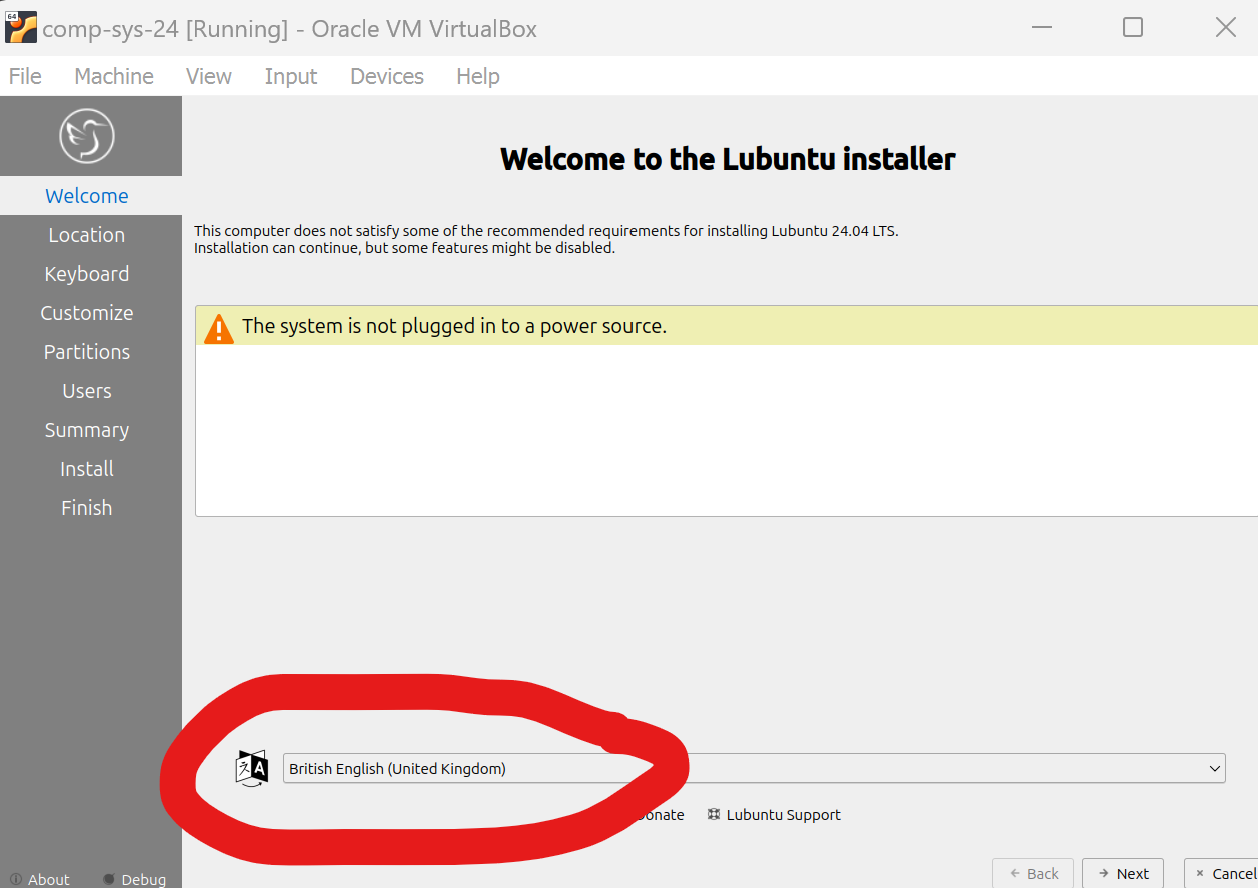 64
comp-sys-24 [Running] - Oracle VM VirtualBox
File Machine View Input Devices Help
Welcome
Location
Keyboard
Customize
Partitions
Users
Summary
Install
Finish
About Debug
Welcome to the Lubuntu installer
This computer does not satisfy some of the recommended requirements for installing Lubuntu 24.04 LTS.
Installation can continue, but some features might be disabled.
The system is not plugged in to a power source.
A British English (United Kingdom)
Donate Lubuntu Support
Back Next Cancel